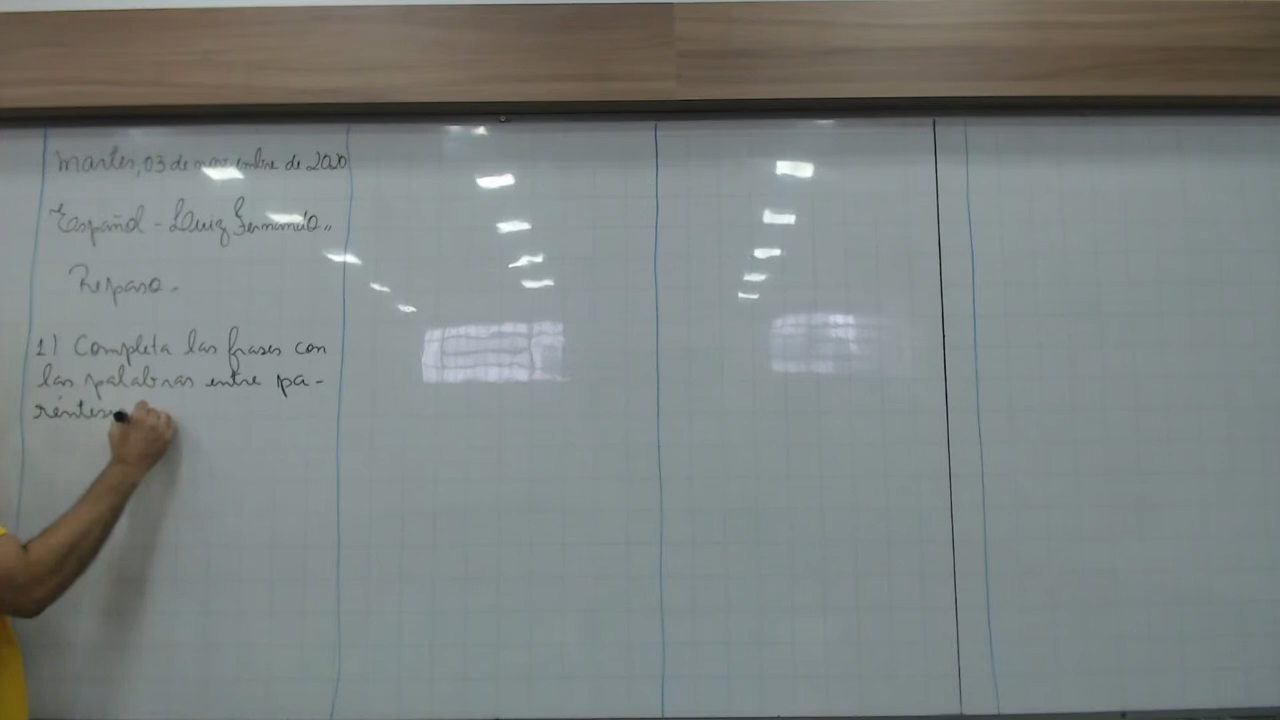 Martes, 03 de noviembre de 2020
Español - Luiz Fernando..
Repaso.
1) Completa las frases con
las palabras entre pa-
réntes